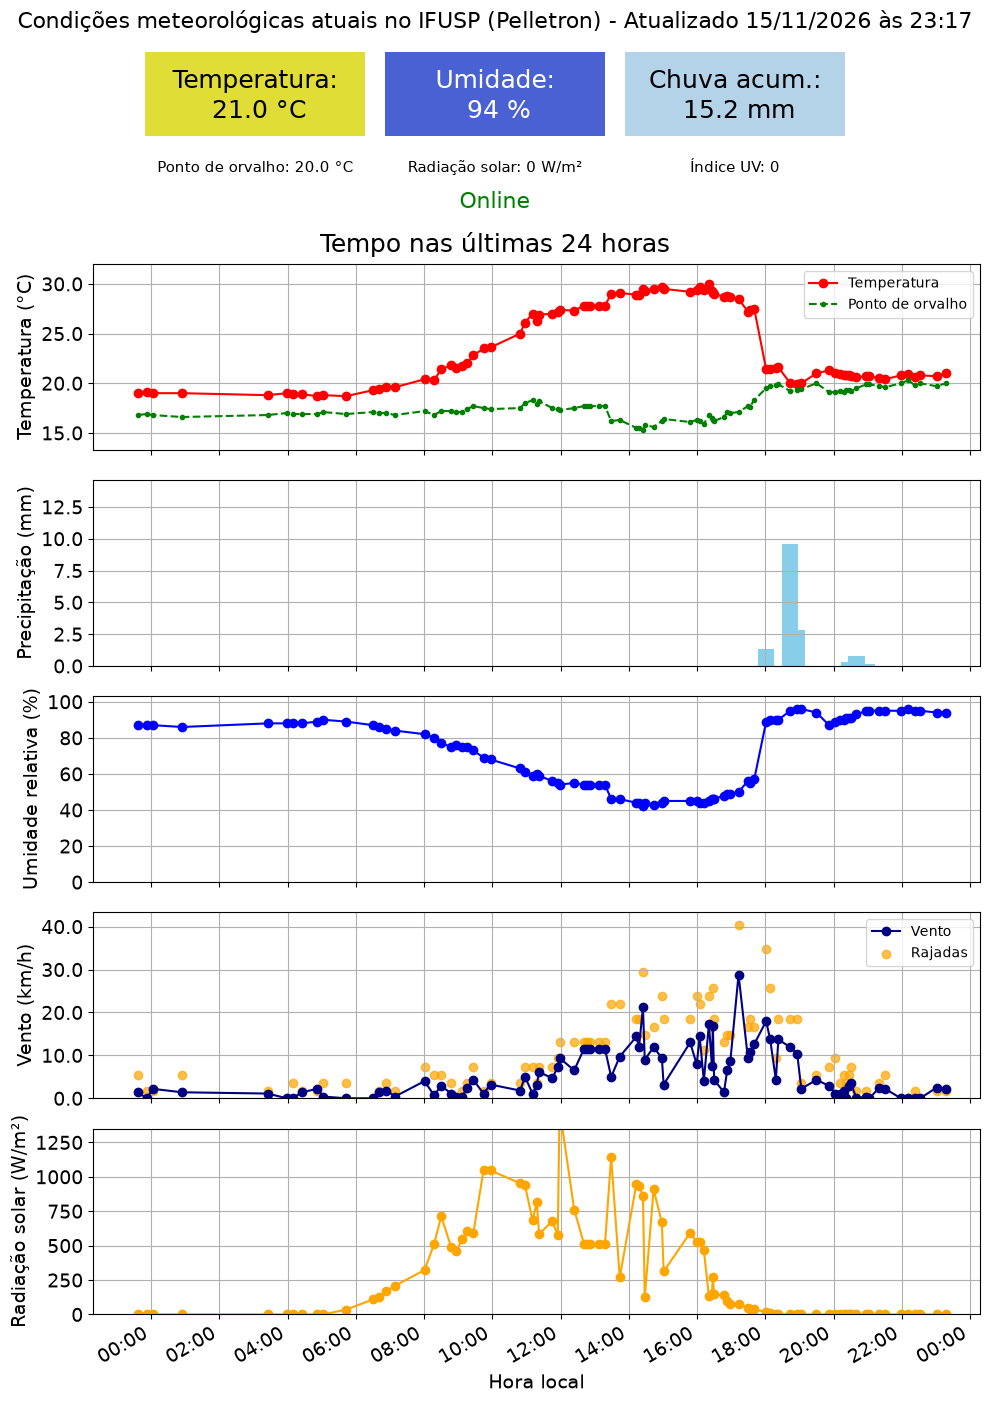 Condições meteorológicas atuais no IFUSP (Pelletron) - Atualizado 15/11/2026 às 23:17
Temperatura:
21.0 °C
Umidade:
94 %
Chuva acum.:
15.2 mm
Ponto de orvalho: 20.0 °C
Radiação solar: 0 W/m²
Índice UV: 0
Online
Tempo nas últimas 24 horas
Temperatura (°C)
30.0
25.0
20.0
15.0
Temperatura
Ponto de orvalho
Precipitação (mm)
12.5
10.0
7.5
5.0
2.5
0.0
Umidade relativa (%)
100
80
60
40
20
0
Vento (km/h)
40.0
30.0
20.0
10.0
0.0
Vento
Rajadas
Radiação solar (W/m²)
1250
1000
750
500
250
0
00:00
02:00
04:00
06:00
08:00
10:00
12:00
14:00
16:00
18:00
20:00
22:00
00:00
Hora local